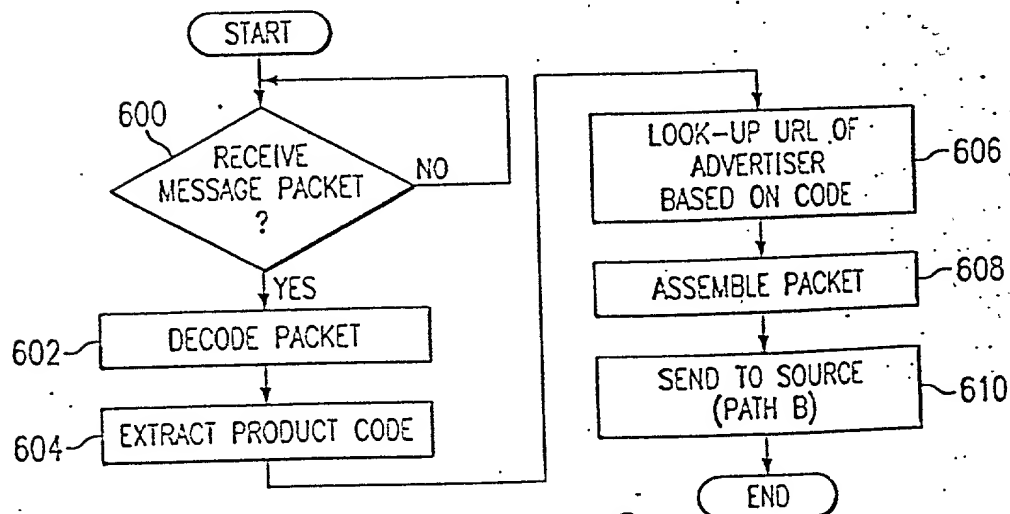 START
600
RECEIVE
MESSAGE PACKET
?
NO
YES
602
DECODE PACKET
604
EXTRACT PRODUCT CODE
LOOK-UP URL OF
ADVERTISER
BASED ON CODE
606
ASSEMBLE PACKET
608
SEND TO SOURCE
(PATH B)
610
END